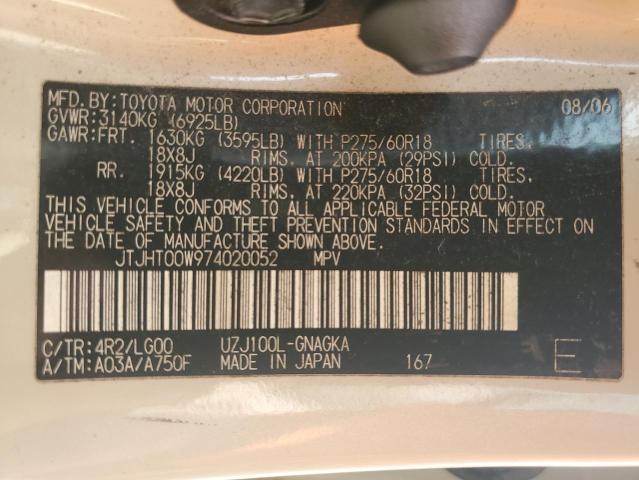 MFD.BY:TOYOTA MOTOR CORPORATION 08/06
GVWR:3140KG (6925LB)
GAWR:FRT. 1630KG (3595LB) WITH P275/60R18 TIRES.
18X8J RIMS. AT 200KPA (29PSI) COLD.
RR. 1915KG (4220LB) WITH P275/60R18 TIRES.
18X8J RIMS. AT 220KPA (32PSI) COLD.
THIS VEHICLE CONFORMS TO ALL APPLICABLE FEDERAL MOTOR
VEHICLE SAFETY AND THEFT PREVENTION STANDARDS IN EFFECT ON
THE DATE OF MANUFACTURE SHOWN ABOVE.
JTJHT00W974020052 MPV
C/TR:4R2/LG00 UZJ100L-GNAGKA
A/TM:A03A/A750F MADE IN JAPAN 167 E